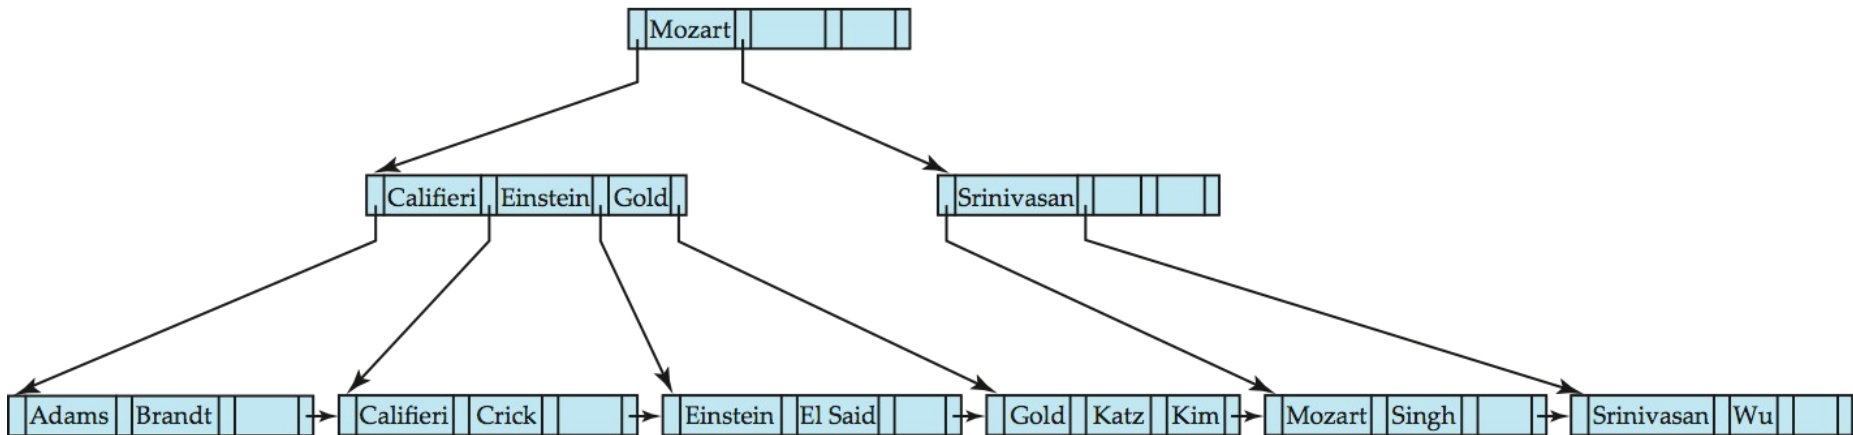 Mozart
Califieri Einstein Gold Srinivasan
Adams Brandt Califieri Crick Einstein El Said Gold Katz Kim Mozart Singh Srinivasan Wu